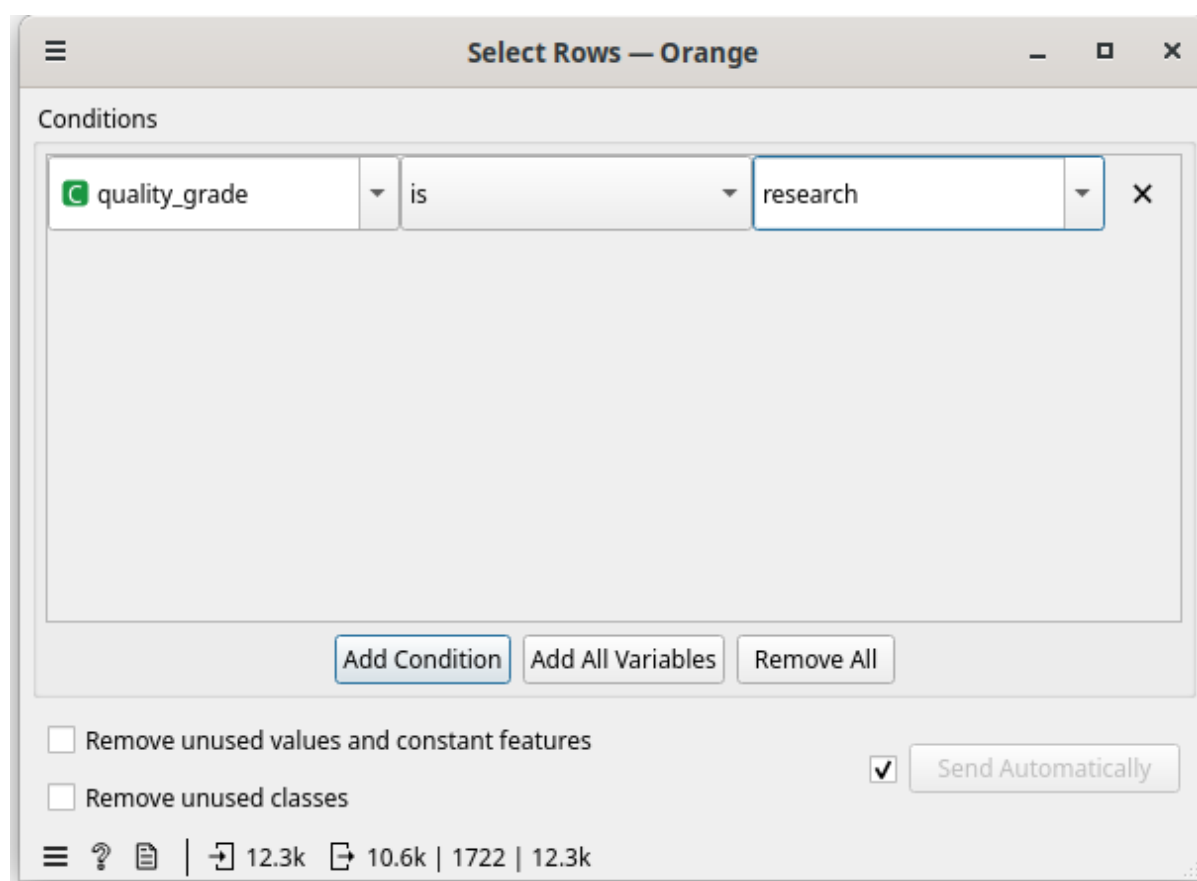 Select Rows — Orange
Conditions
C quality_grade is research
Add Condition Add All Variables Remove All
Remove unused values and constant features
Send Automatically
Remove unused classes
12.3k 10.6k | 1722 | 12.3k